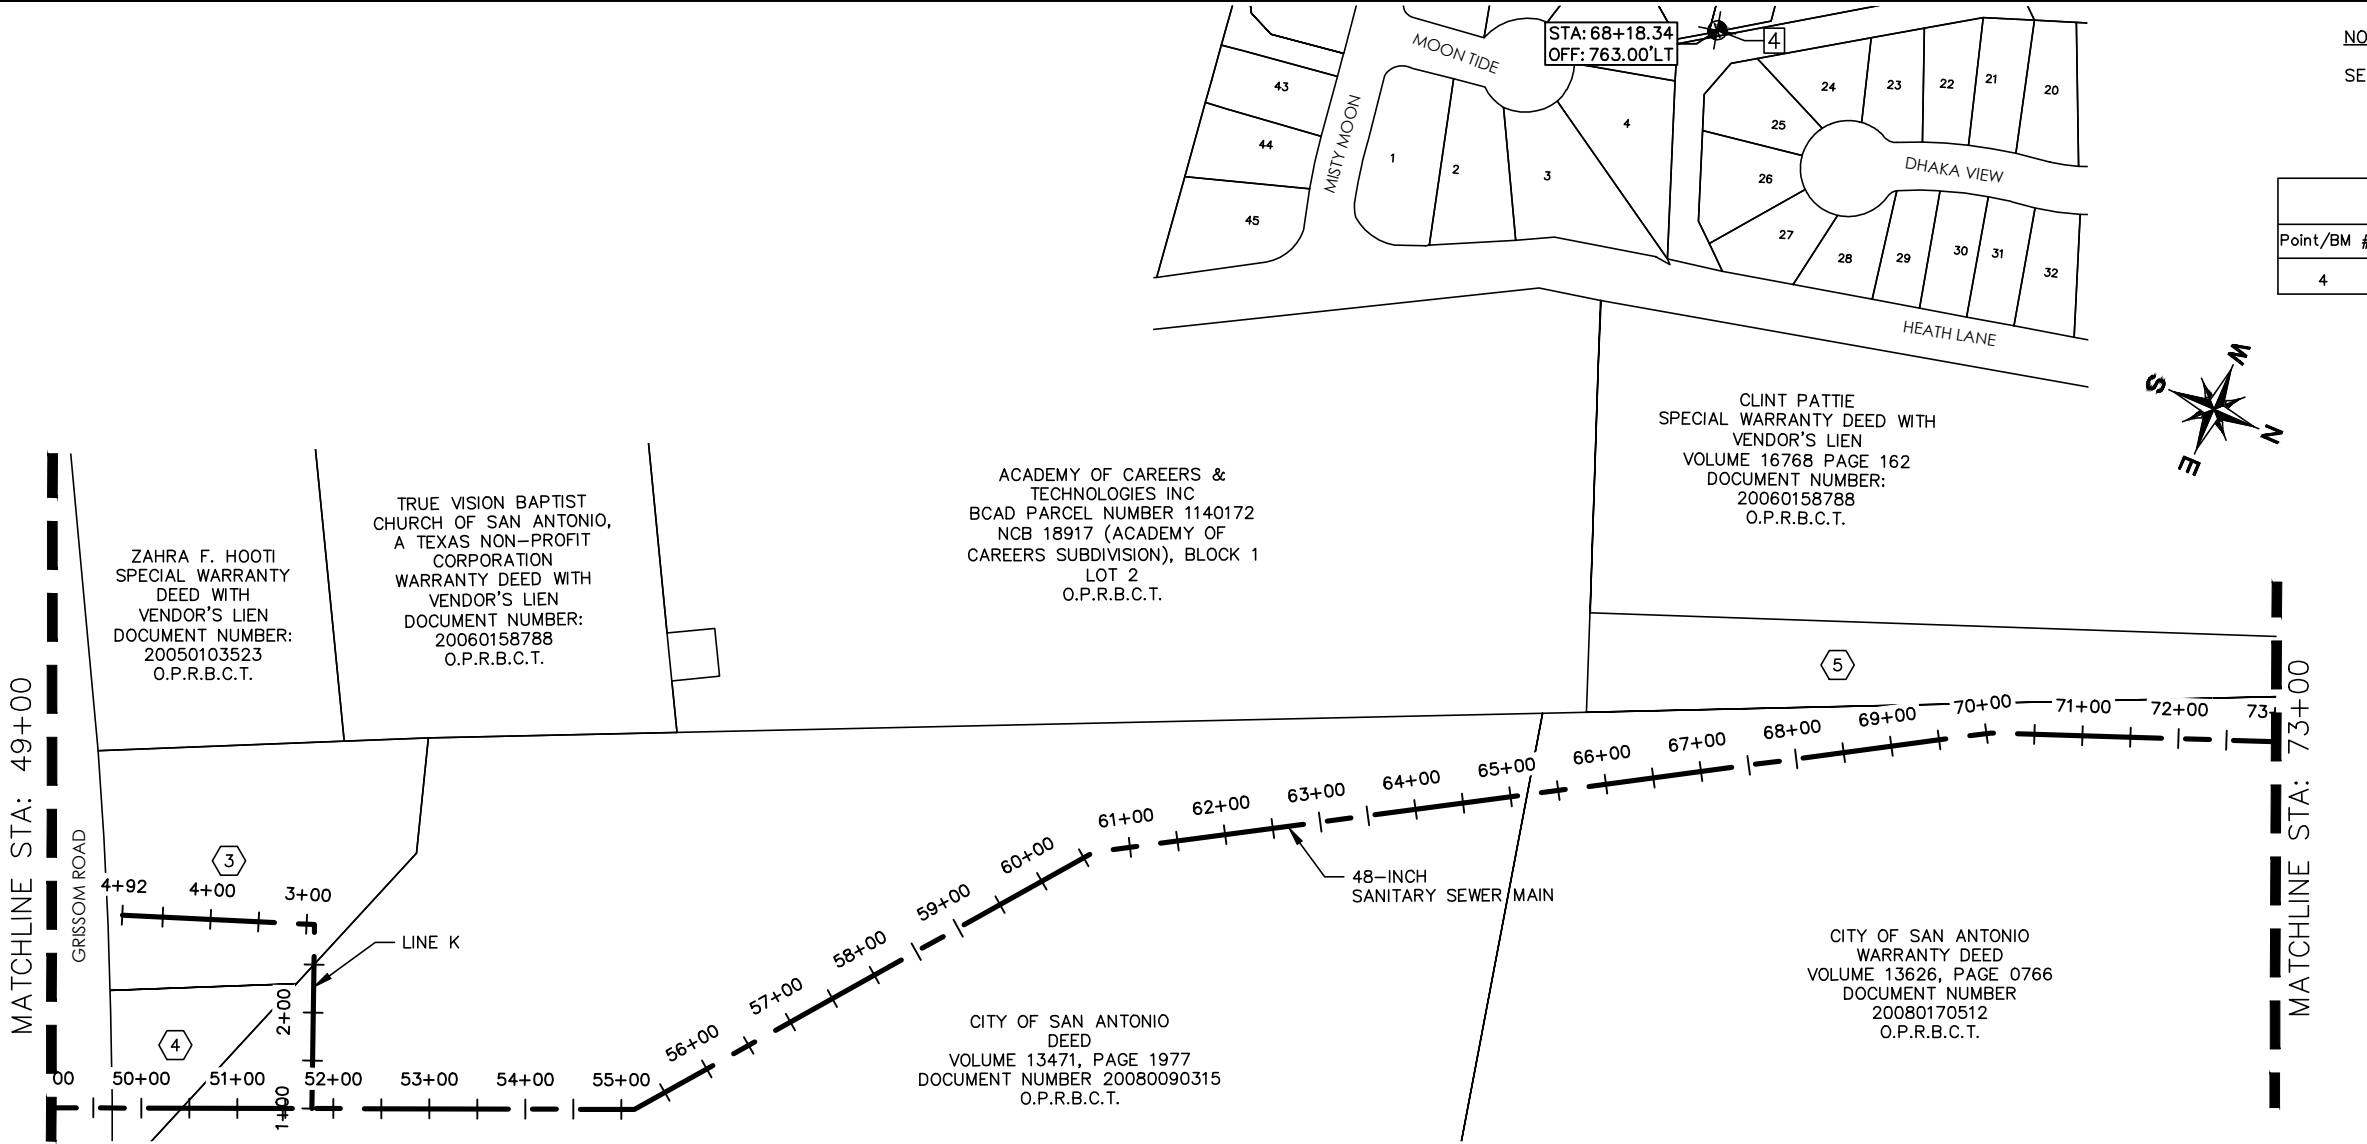 STA: 68+18.34
OFF: 763.00'LT
4
MOON TIDE
MISTY MOON
43
44
45
1
2
3
4
24
23
22
21
20
25
26
27
28
29
30
31
32
DHAKA VIEW
HEATH LANE
NO
SE
Point/BM #
4
W
S
N
E
ZAHRA F. HOOTI
SPECIAL WARRANTY
DEED WITH
VENDOR'S LIEN
DOCUMENT NUMBER:
20050103523
O.P.R.B.C.T.
TRUE VISION BAPTIST
CHURCH OF SAN ANTONIO,
A TEXAS NON-PROFIT
CORPORATION
WARRANTY DEED WITH
VENDOR'S LIEN
DOCUMENT NUMBER:
20060158788
O.P.R.B.C.T.
ACADEMY OF CAREERS &
TECHNOLOGIES INC
BCAD PARCEL NUMBER 1140172
NCB 18917 (ACADEMY OF
CAREERS SUBDIVISION), BLOCK 1
LOT 2
O.P.R.B.C.T.
CLINT PATTIE
SPECIAL WARRANTY DEED WITH
VENDOR'S LIEN
VOLUME 16768 PAGE 162
DOCUMENT NUMBER:
20060158788
O.P.R.B.C.T.
5
MATCHLINE STA: 49+00
GRISSOM ROAD
3
4+92
4+00
3+00
LINE K
2+00
1+00
4
00
50+00
51+00
52+00
53+00
54+00
55+00
56+00
57+00
58+00
59+00
60+00
61+00
62+00
63+00
64+00
65+00
66+00
67+00
68+00
69+00
70+00
71+00
72+00
73+
48-INCH
SANITARY SEWER MAIN
CITY OF SAN ANTONIO
DEED
VOLUME 13471, PAGE 1977
DOCUMENT NUMBER 20080090315
O.P.R.B.C.T.
CITY OF SAN ANTONIO
WARRANTY DEED
VOLUME 13626, PAGE 0766
DOCUMENT NUMBER
20080170512
O.P.R.B.C.T.
MATCHLINE STA: 73+00